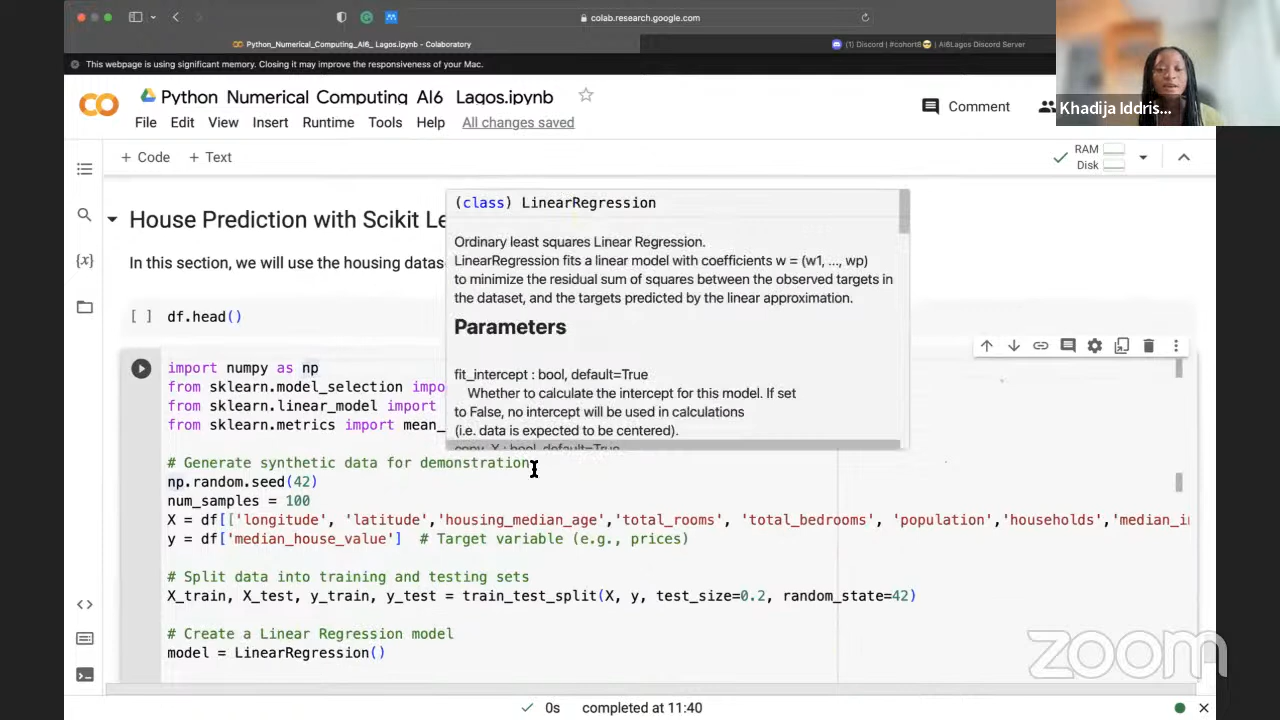 colab.research.google.com
Python_Numerical_Computing_AI6_ Lagos.ipynb - Colaboratory
(1) Discord | #cohort8😎 | Ai6Lagos Discord Server
This webpage is using significant memory. Closing it may improve the responsiveness of your Mac.
Khadija Iddris...
Python_Numerical_Computing_AI6_ Lagos.ipynb
File Edit View Insert Runtime Tools Help All changes saved
Comment
+ Code + Text
RAM
Disk
(class) LinearRegression
House Prediction with Scikit Le
Ordinary least squares Linear Regression.
In this section, we will use the housing datas
LinearRegression fits a linear model with coefficients w = (w1, ..., wp)
to minimize the residual sum of squares between the observed targets in
the dataset, and the targets predicted by the linear approximation.
Parameters
fit_intercept : bool, default=True
Whether to calculate the intercept for this model. If set
to False, no intercept will be used in calculations
(i.e. data is expected to be centered).
copy_X : bool, default=True
[ ] df.head()
import numpy as np
from sklearn.model_selection impo
from sklearn.linear_model import
from sklearn.metrics import mean_
# Generate synthetic data for demonstration
np.random.seed(42)
num_samples = 100
X = df[['longitude', 'latitude','housing_median_age','total_rooms', 'total_bedrooms', 'population','households','median_in
y = df['median_house_value'] # Target variable (e.g., prices)
# Split data into training and testing sets
X_train, X_test, y_train, y_test = train_test_split(X, y, test_size=0.2, random_state=42)
# Create a Linear Regression model
model = LinearRegression()
zoom
0s completed at 11:40